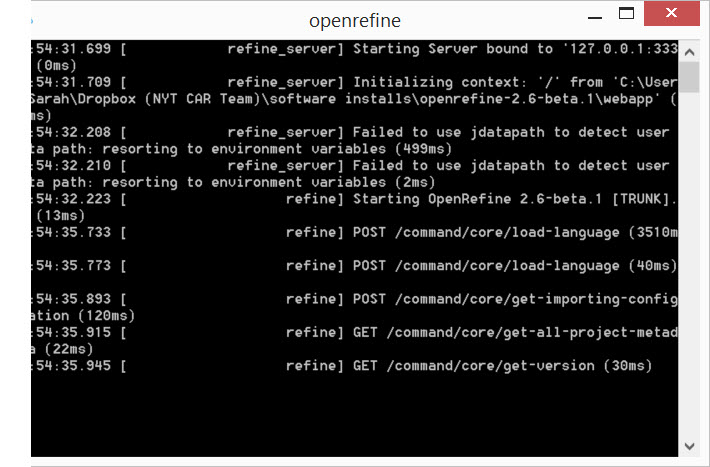 openrefine
:54:31.699 [ refine_server] Starting Server bound to '127.0.0.1:333
(0ms)
:54:31.709 [ refine_server] Initializing context: '/' from 'C:\User
Sarah\Dropbox (NYT CAR Team)\software installs\openrefine-2.6-beta.1\webapp' (
ms)
:54:32.208 [ refine_server] Failed to use jdatapath to detect user
ta path: resorting to environment variables (499ms)
:54:32.210 [ refine_server] Failed to use jdatapath to detect user
ta path: resorting to environment variables (2ms)
:54:32.223 [ refine] Starting OpenRefine 2.6-beta.1 [TRUNK].
(13ms)
:54:35.733 [ refine] POST /command/core/load-language (3510m
:54:35.773 [ refine] POST /command/core/load-language (40ms)
:54:35.893 [ refine] POST /command/core/get-importing-config
ation (120ms)
:54:35.915 [ refine] GET /command/core/get-all-project-metad
a (22ms)
:54:35.945 [ refine] GET /command/core/get-version (30ms)